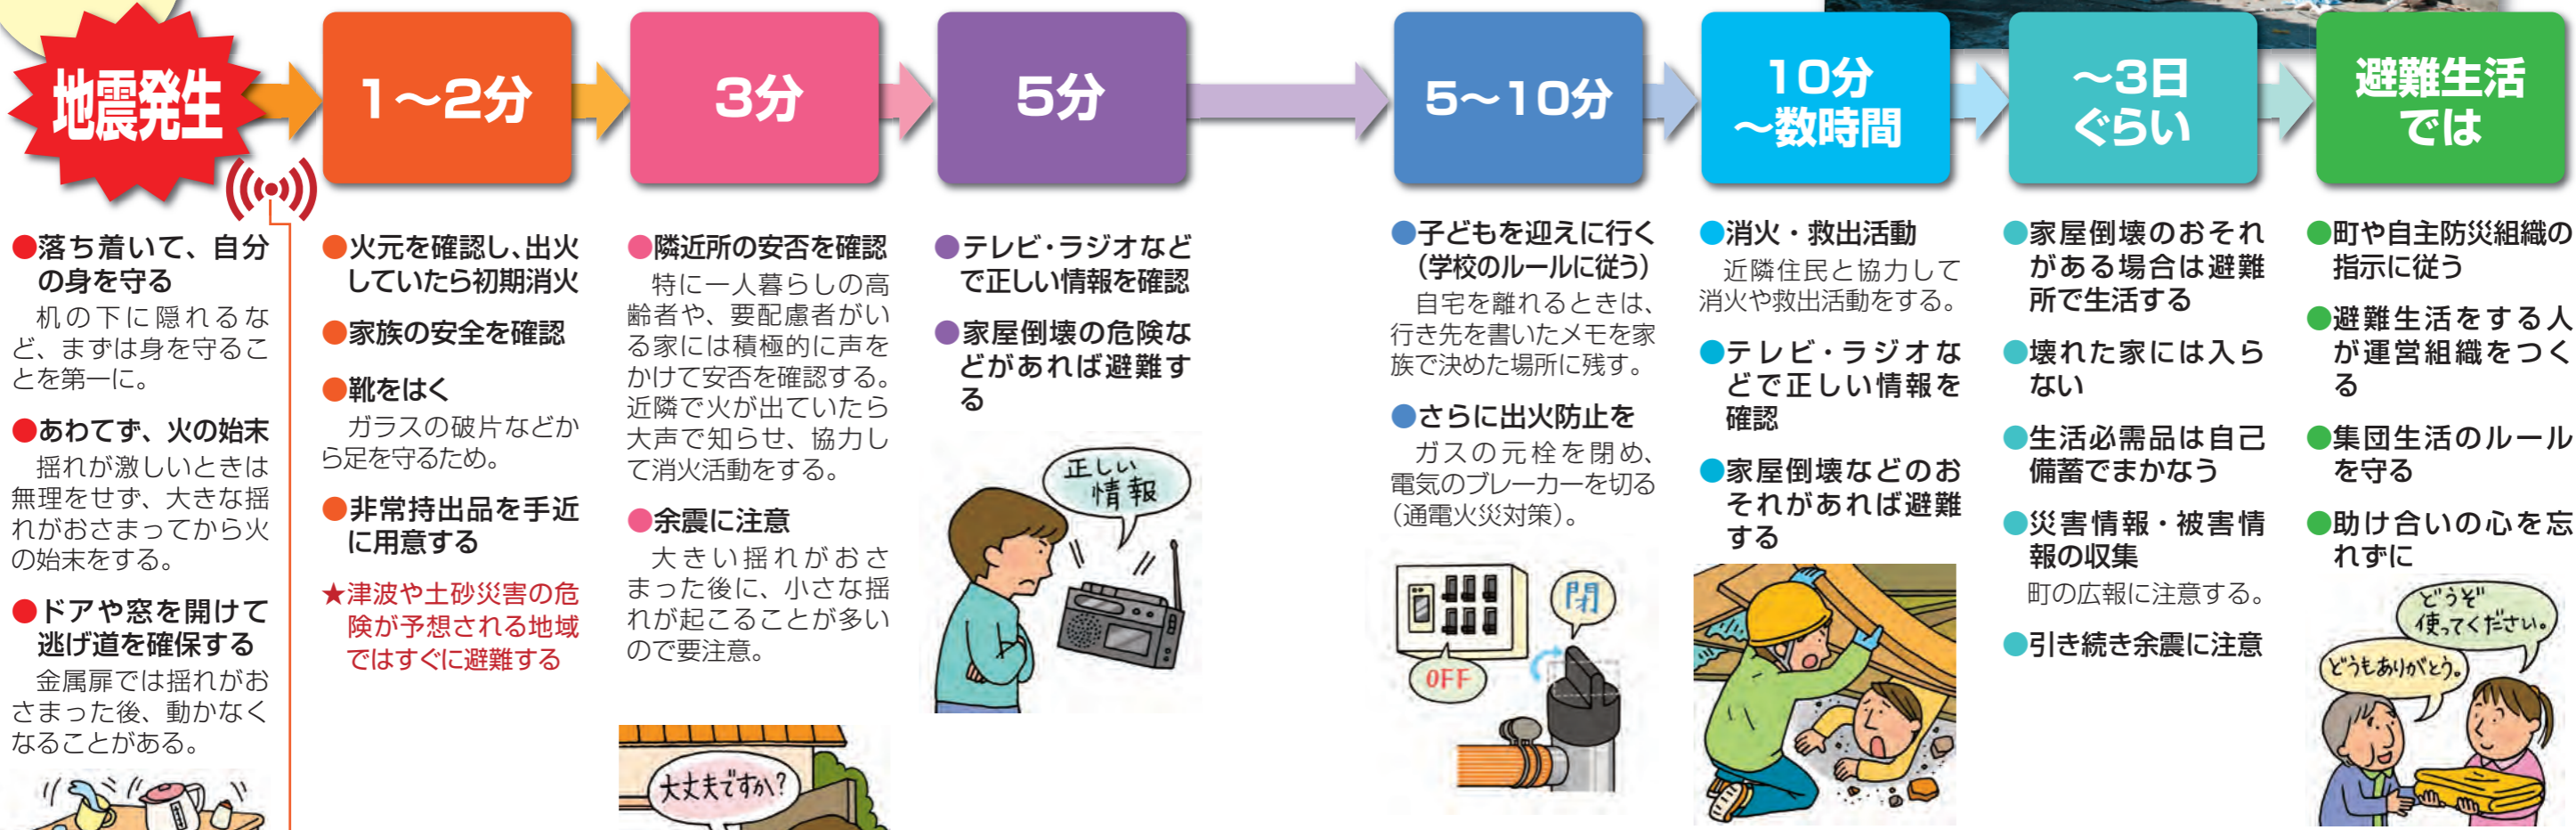 地震発生
1～2分
3分
5分
5～10分
10分
～数時間
～3日
ぐらい
避難生活
では
●落ち着いて、自分
の身を守る
机の下に隠れるな
ど、まずは身を守るこ
とを第一に。
●あわてず、火の始末
揺れが激しいときは
無理をせず、大きな揺
れがおさまってから火
の始末をする。
●ドアや窓を開けて
逃げ道を確保する
金属扉では揺れがお
さまった後、動かなく
なることがある。
●火元を確認し、出火
していたら初期消火
●家族の安全を確認
●靴をはく
ガラスの破片などか
ら足を守るため。
●非常持出品を手近
に用意する
★津波や土砂災害の危
険が予想される地域
ではすぐに避難する
●隣近所の安否を確認
特に一人暮らしの高
齢者や、要配慮者がい
る家には積極的に声を
かけて安否を確認する。
近隣で火が出ていたら
大声で知らせ、協力し
て消火活動をする。
●余震に注意
大きい揺れがおさ
まった後に、小さな揺
れが起こることが多い
ので要注意。
大丈夫ですか?
●テレビ・ラジオなど
で正しい情報を確認
●家屋倒壊の危険な
どがあれば避難す
る
正しい
情報
●子どもを迎えに行く
（学校のルールに従う）
自宅を離れるときは、
行き先を書いたメモを家
族で決めた場所に残す。
●さらに出火防止を
ガスの元栓を閉め、
電気のブレーカーを切る
（通電火災対策）。
閉
OFF
●消火・救出活動
近隣住民と協力して
消火や救出活動をする。
●テレビ・ラジオな
どで正しい情報を
確認
●家屋倒壊などのお
それがあれば避難
する
●家屋倒壊のおそれ
がある場合は避難
所で生活する
●壊れた家には入ら
ない
●生活必需品は自己
備蓄でまかなう
●災害情報・被害情
報の収集
町の広報に注意する。
●引き続き余震に注意
●町や自主防災組織の
指示に従う
●避難生活をする人
が運営組織をつく
る
●集団生活のルール
を守る
●助け合いの心を忘
れずに
どうぞ
使ってください。
どうもありがとう。